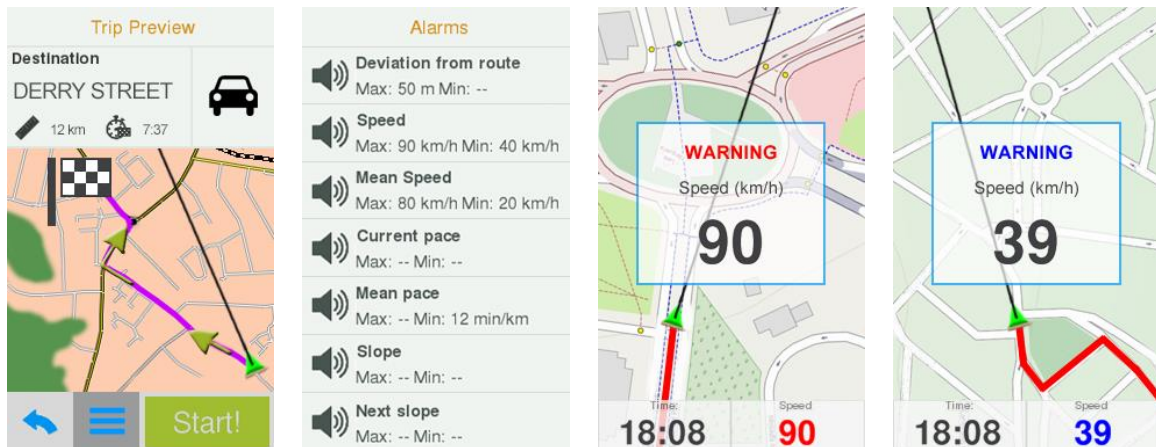 Trip Preview
Destination
DERRY STREET
12 km 7:37
Start!
Alarms
Deviation from route
Max: 50 m Min: --
Speed
Max: 90 km/h Min: 40 km/h
Mean Speed
Max: 80 km/h Min: 20 km/h
Current pace
Max: -- Min: --
Mean pace
Max: -- Min: 12 min/km
Slope
Max: -- Min: --
Next slope
Max: -- Min: --
WARNING
Speed (km/h)
90
Time: Speed
18:08 90
WARNING
Speed (km/h)
39
Time: Speed
18:08 39